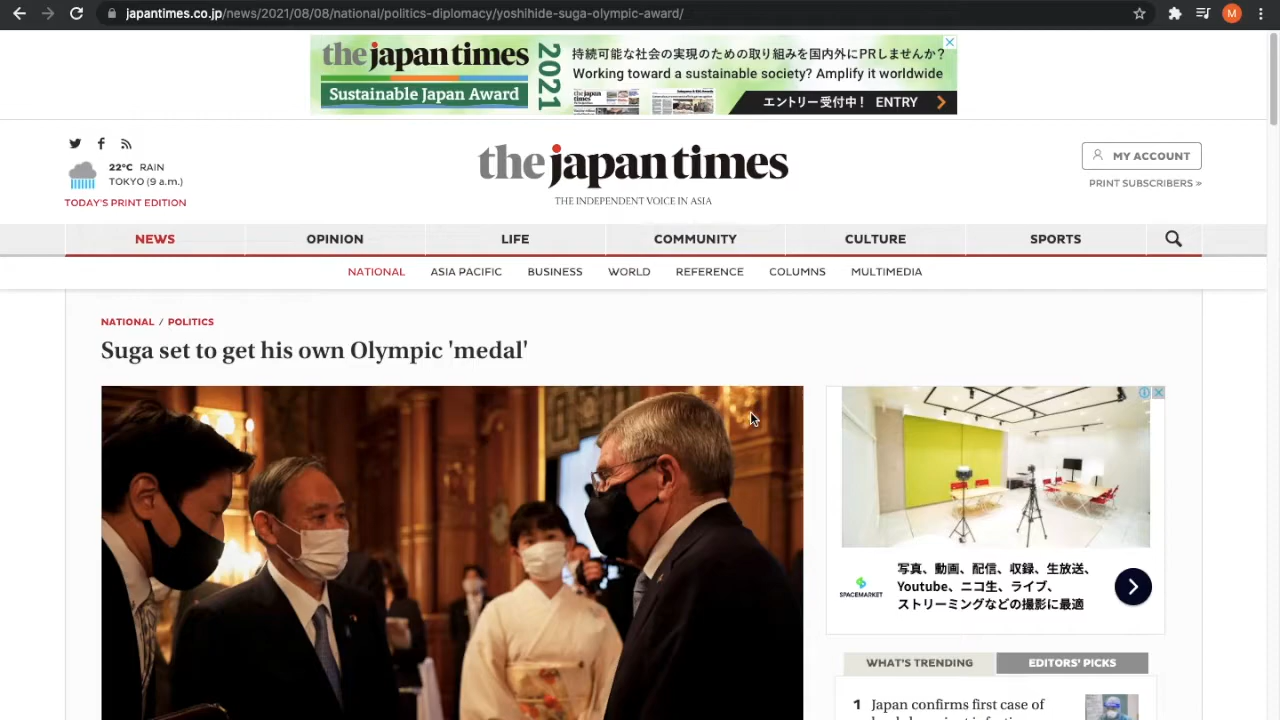 japantimes.co.jp/news/2021/08/08/national/politics-diplomacy/yoshihide-suga-olympic-award/
M
the japan times
Sustainable Japan Award
2021
持続可能な社会の実現のための取り組みを国内外にPRしませんか?
Working toward a sustainable society? Amplify it worldwide
エントリー受付中! ENTRY
22°C RAIN
TOKYO (9 a.m.)
TODAY'S PRINT EDITION
the japan times
THE INDEPENDENT VOICE IN ASIA
MY ACCOUNT
PRINT SUBSCRIBERS »
NEWS OPINION LIFE COMMUNITY CULTURE SPORTS
NATIONAL ASIA PACIFIC BUSINESS WORLD REFERENCE COLUMNS MULTIMEDIA
NATIONAL / POLITICS
Suga set to get his own Olympic 'medal'
SPACEMARKET
写真、動画、配信、収録、生放送、
Youtube、ニコ生、ライブ、
ストリーミングなどの撮影に最適
WHAT'S TRENDING EDITORS' PICKS
1 Japan confirms first case of